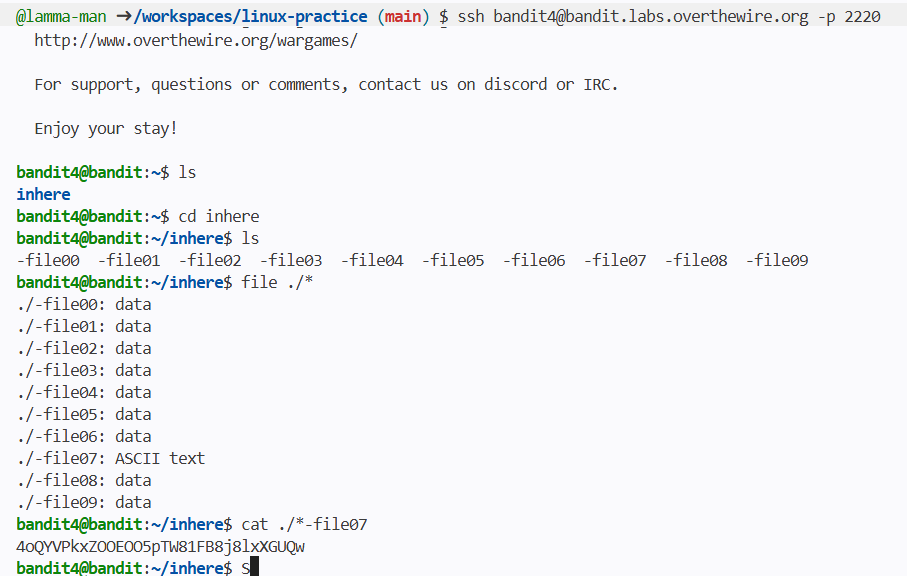 @lamma-man →/workspaces/linux-practice (main) $ ssh bandit4@bandit.labs.overthewire.org -p 2220
http://www.overthewire.org/wargames/
For support, questions or comments, contact us on discord or IRC.
Enjoy your stay!
bandit4@bandit:~$ ls
inhere
bandit4@bandit:~$ cd inhere
bandit4@bandit:~/inhere$ ls
-file00  -file01  -file02  -file03  -file04  -file05  -file06  -file07  -file08  -file09
bandit4@bandit:~/inhere$ file ./*
./-file00: data
./-file01: data
./-file02: data
./-file03: data
./-file04: data
./-file05: data
./-file06: data
./-file07: ASCII text
./-file08: data
./-file09: data
bandit4@bandit:~/inhere$ cat ./*-file07
4oQYVPkxZOOEOO5pTW81FB8j8lxXGUQw
bandit4@bandit:~/inhere$ S